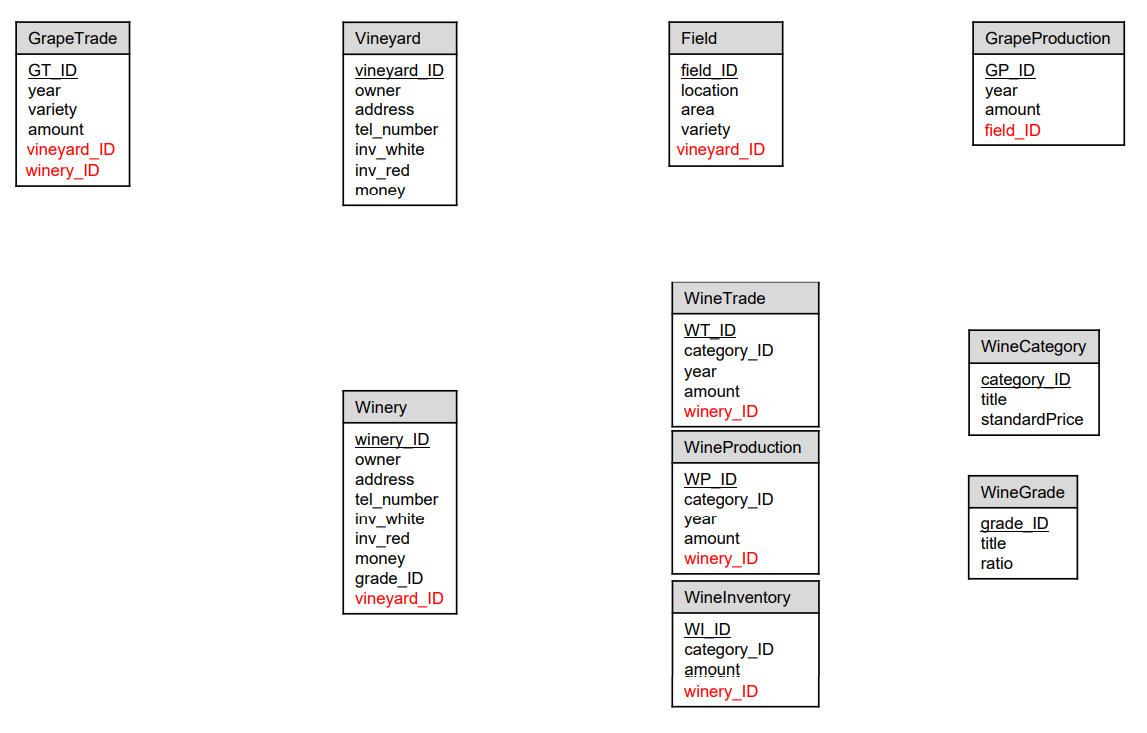 GrapeTrade
GT_ID
year
variety
amount
vineyard_ID
winery_ID
Vineyard
vineyard_ID
owner
address
tel_number
inv_white
inv_red
money
Field
field_ID
location
area
variety
vineyard_ID
GrapeProduction
GP_ID
year
amount
field_ID
Winery
winery_ID
owner
address
tel_number
inv_white
inv_red
money
grade_ID
vineyard_ID
WineTrade
WT_ID
category_ID
year
amount
winery_ID
WineProduction
WP_ID
category_ID
year
amount
winery_ID
WineInventory
WI_ID
category_ID
amount
winery_ID
WineCategory
category_ID
title
standardPrice
WineGrade
grade_ID
title
ratio